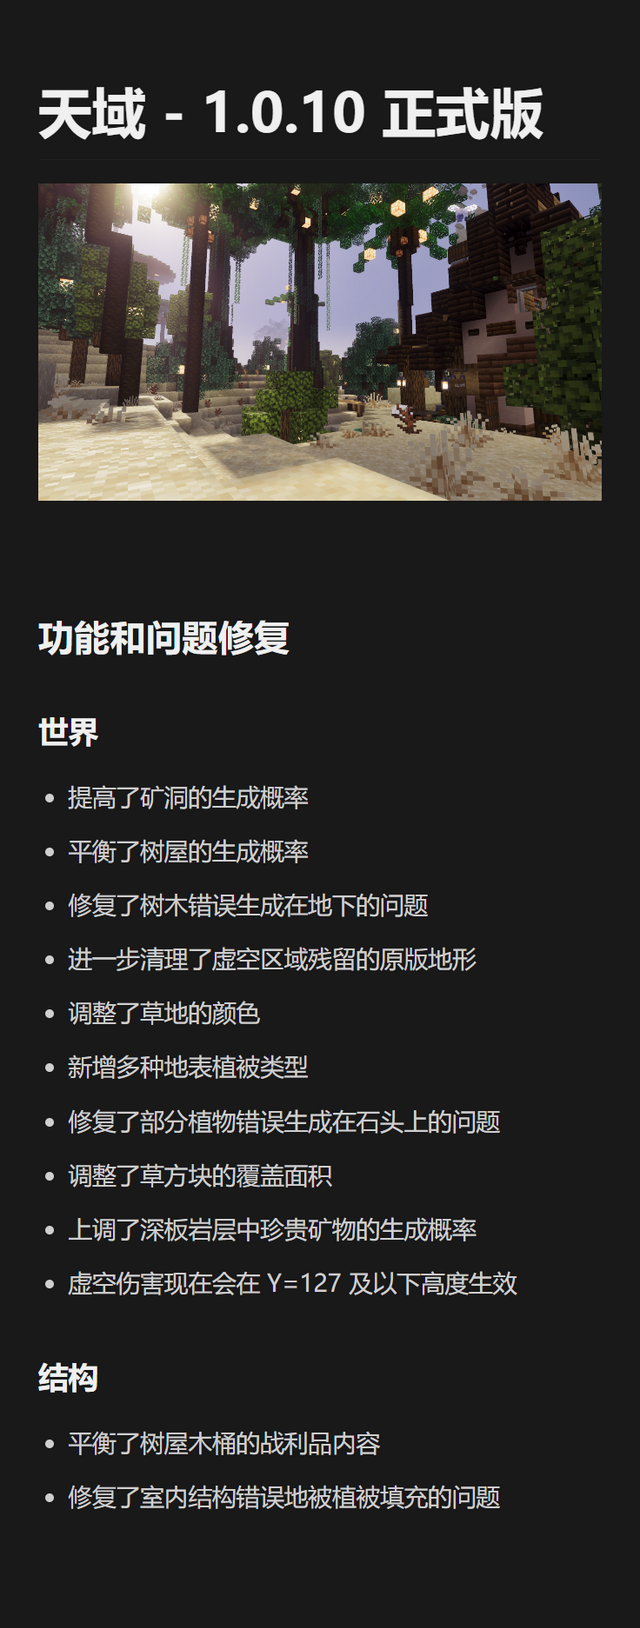 天域 - 1.0.10 正式版
功能和问题修复
世界
• 提高了矿洞的生成概率
• 平衡了树屋的生成概率
• 修复了树木错误生成在地下的问题
• 进一步清理了虚空区域残留的原版地形
• 调整了草地的颜色
• 新增多种地表植被类型
• 修复了部分植物错误生成在石头上的问题
• 调整了草方块的覆盖面积
• 上调了深板岩层中珍贵矿物的生成概率
• 虚空伤害现在会在 Y=127 及以下高度生效
结构
• 平衡了树屋木桶的战利品内容
• 修复了室内结构错误地被植被填充的问题